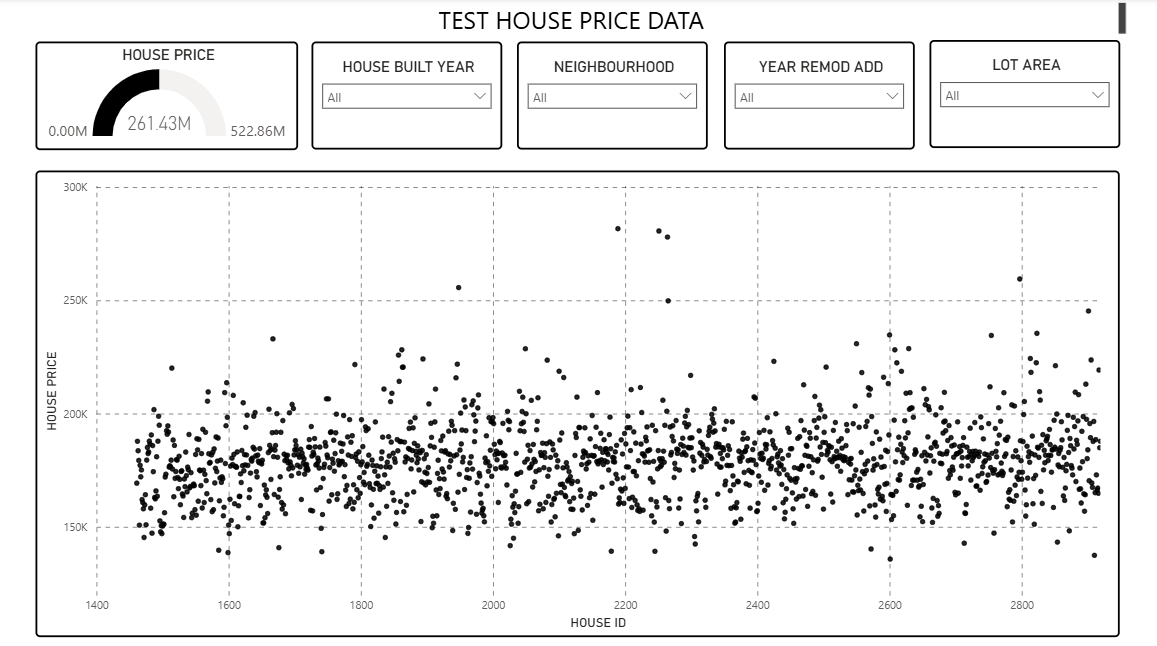 TEST HOUSE PRICE DATA
HOUSE PRICE
261.43M
0.00M
522.86M
HOUSE BUILT YEAR
All
NEIGHBOURHOOD
All
YEAR REMOD ADD
All
LOT AREA
All
300K
250K
200K
150K
HOUSE PRICE
1400 1600 1800 2000 2200 2400 2600 2800
HOUSE ID